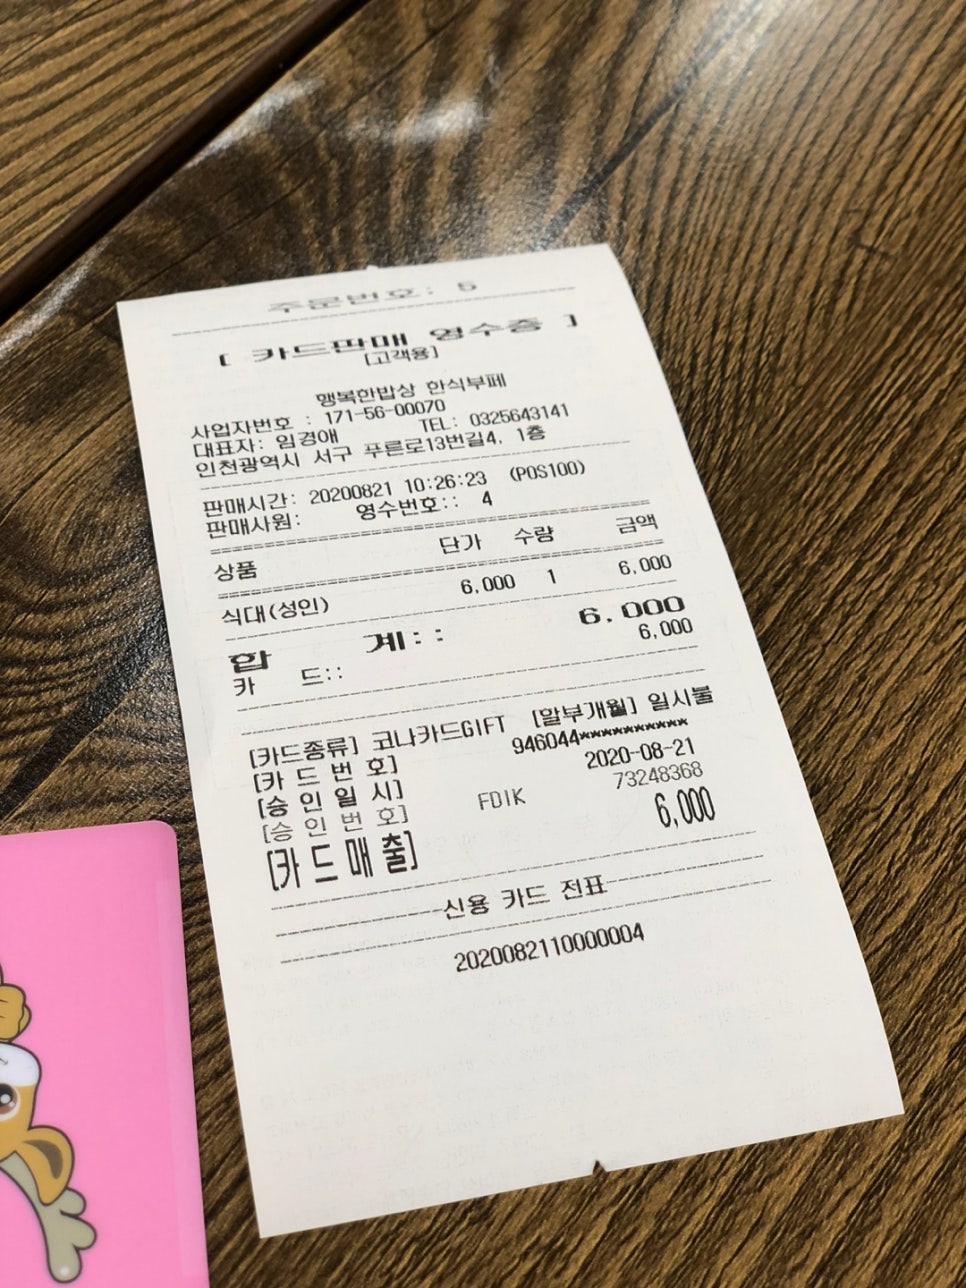 주문번호: 5
[ 카드판매 영수증 ]
[고객용]
행복한밥상 한식부페
사업자번호 : 171-56-00070
대표자: 임경애 TEL: 0325643141
인천광역시 서구 푸른로13번길4, 1층
판매시간: 20200821 10:26:23 (POS100)
판매사원: 영수번호:: 4
상품 단가 수량 금액
식대(성인) 6,000 1 6,000
합 계:: 6,000
카 드:: 6,000
[카드종류] 코나카드GIFT [할부개월] 일시불
[카 드 번 호] 946044**********
[승 인 일 시] 2020-08-21
[승 인 번 호] FDIK 73248368
[카 드 매 출] 6,000
신용 카드 전표
2020082110000004